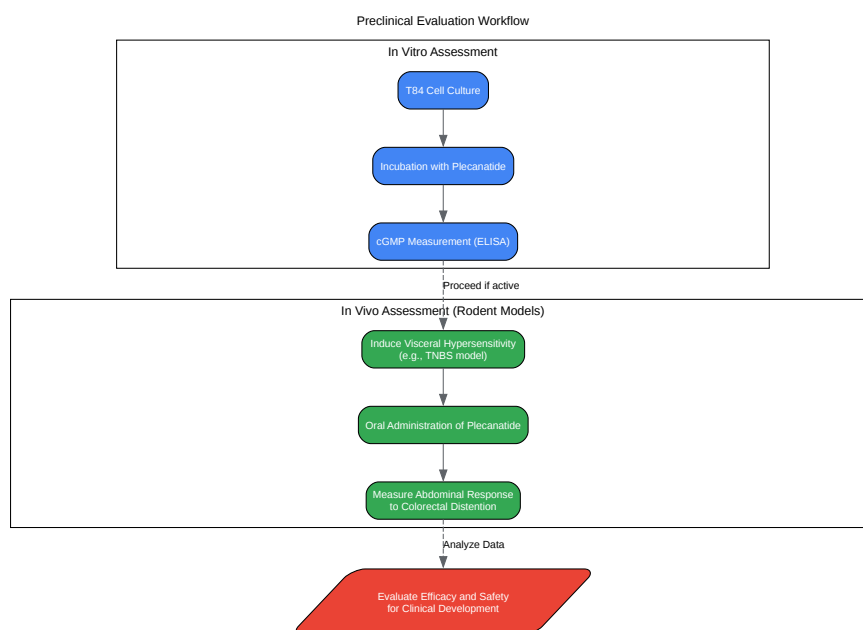 Preclinical Evaluation Workflow
In Vitro Assessment
T84 Cell Culture
Incubation with Plecanatide
cGMP Measurement (ELISA)
Proceed if active
In Vivo Assessment (Rodent Models)
Induce Visceral Hypersensitivity
(e.g., TNBS model)
Oral Administration of Plecanatide
Measure Abdominal Response
to Colorectal Distention
Analyze Data
Evaluate Efficacy and Safety
for Clinical Development